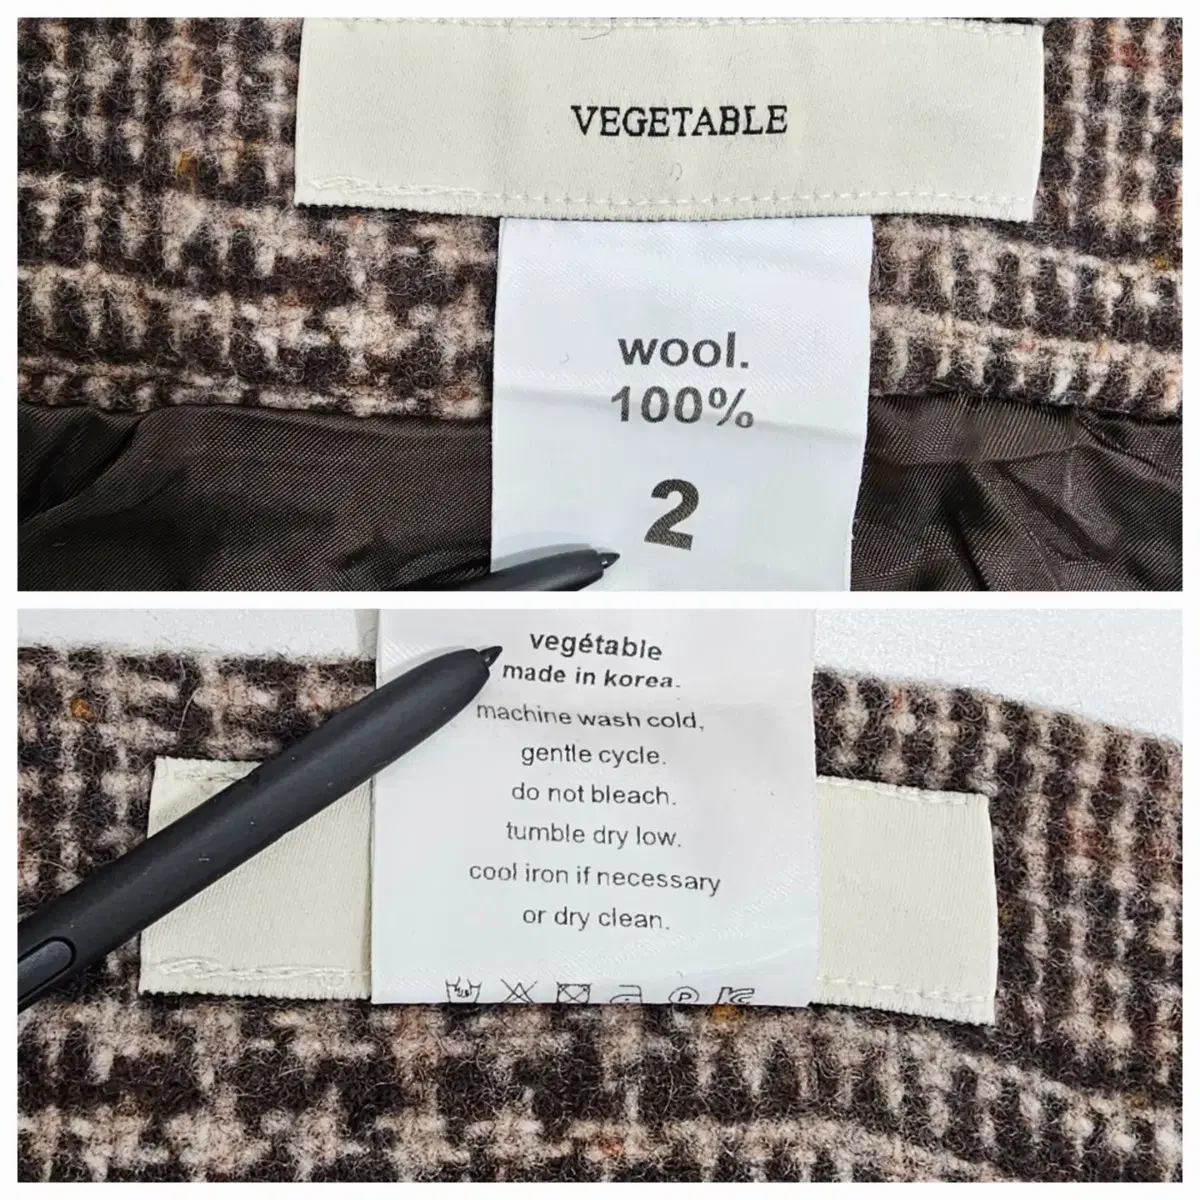 VEGETABLE
wool.
100%
2
vegétable
made in korea.
machine wash cold,
gentle cycle.
do not bleach.
tumble dry low.
cool iron if necessary
or dry clean.